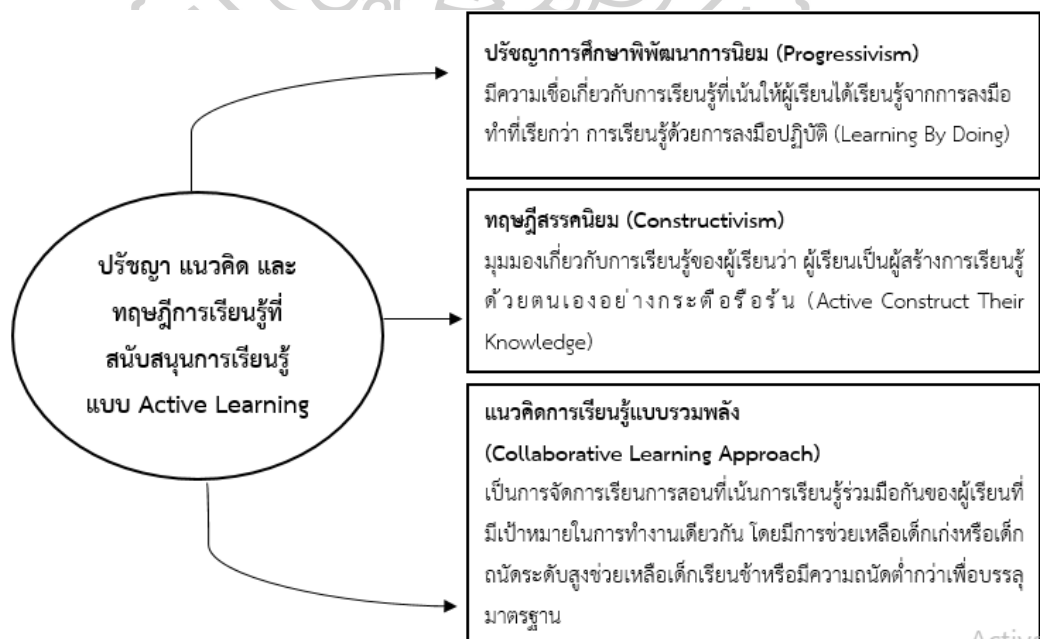 ปรัชญา แนวคิด และ
ทฤษฎีการเรียนรู้ที่
สนับสนุนการเรียนรู้
แบบ Active Learning
ปรัชญาการศึกษาพิพัฒนาการนิยม (Progressivism)
มีความเชื่อเกี่ยวกับการเรียนรู้ที่เน้นให้ผู้เรียนได้เรียนรู้จากการลงมือ
ทำที่เรียกว่า การเรียนรู้ด้วยการลงมือปฏิบัติ (Learning By Doing)
ทฤษฎีสรรคนิยม (Constructivism)
มุมมองเกี่ยวกับการเรียนรู้ของผู้เรียนว่า ผู้เรียนเป็นผู้สร้างการเรียนรู้
ด้วยตนเองอย่างกระตือรือร้น (Active Construct Their
Knowledge)
แนวคิดการเรียนรู้แบบรวมพลัง
(Collaborative Learning Approach)
เป็นการจัดการเรียนการสอนที่เน้นการเรียนรู้ร่วมมือกันของผู้เรียนที่
มีเป้าหมายในการทำงานเดียวกัน โดยมีการช่วยเหลือเด็กเก่งหรือเด็ก
ถนัดระดับสูงช่วยเหลือเด็กเรียนช้าหรือมีความถนัดต่ำกว่าเพื่อบรรลุ
มาตรฐาน